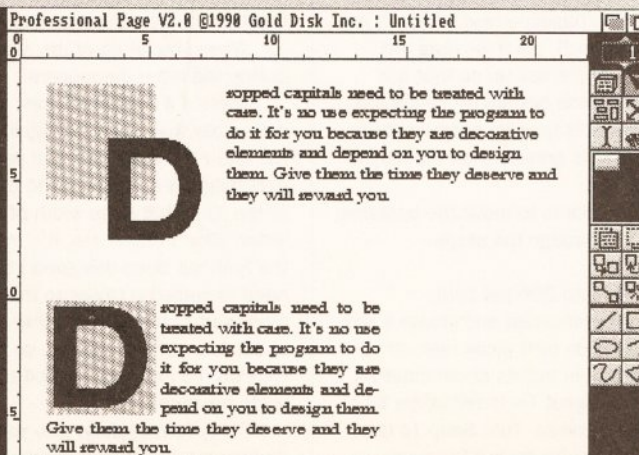 Professional Page V2.0 ©1990 Gold Disk Inc. : Untitled
0 5 10 15 20
0
5
10
5
1
D
ropped capitals need to be treated with
care. It's no use expecting the program to
do it for you because they are decorative
elements and depend on you to design
them. Give them the time they deserve and
they will reward you.
D
ropped capitals need to be
treated with care. It's no use
expecting the program to do
it for you because they are
decorative elements and de-
pend on you to design them.
Give them the time they deserve and they
will reward you.